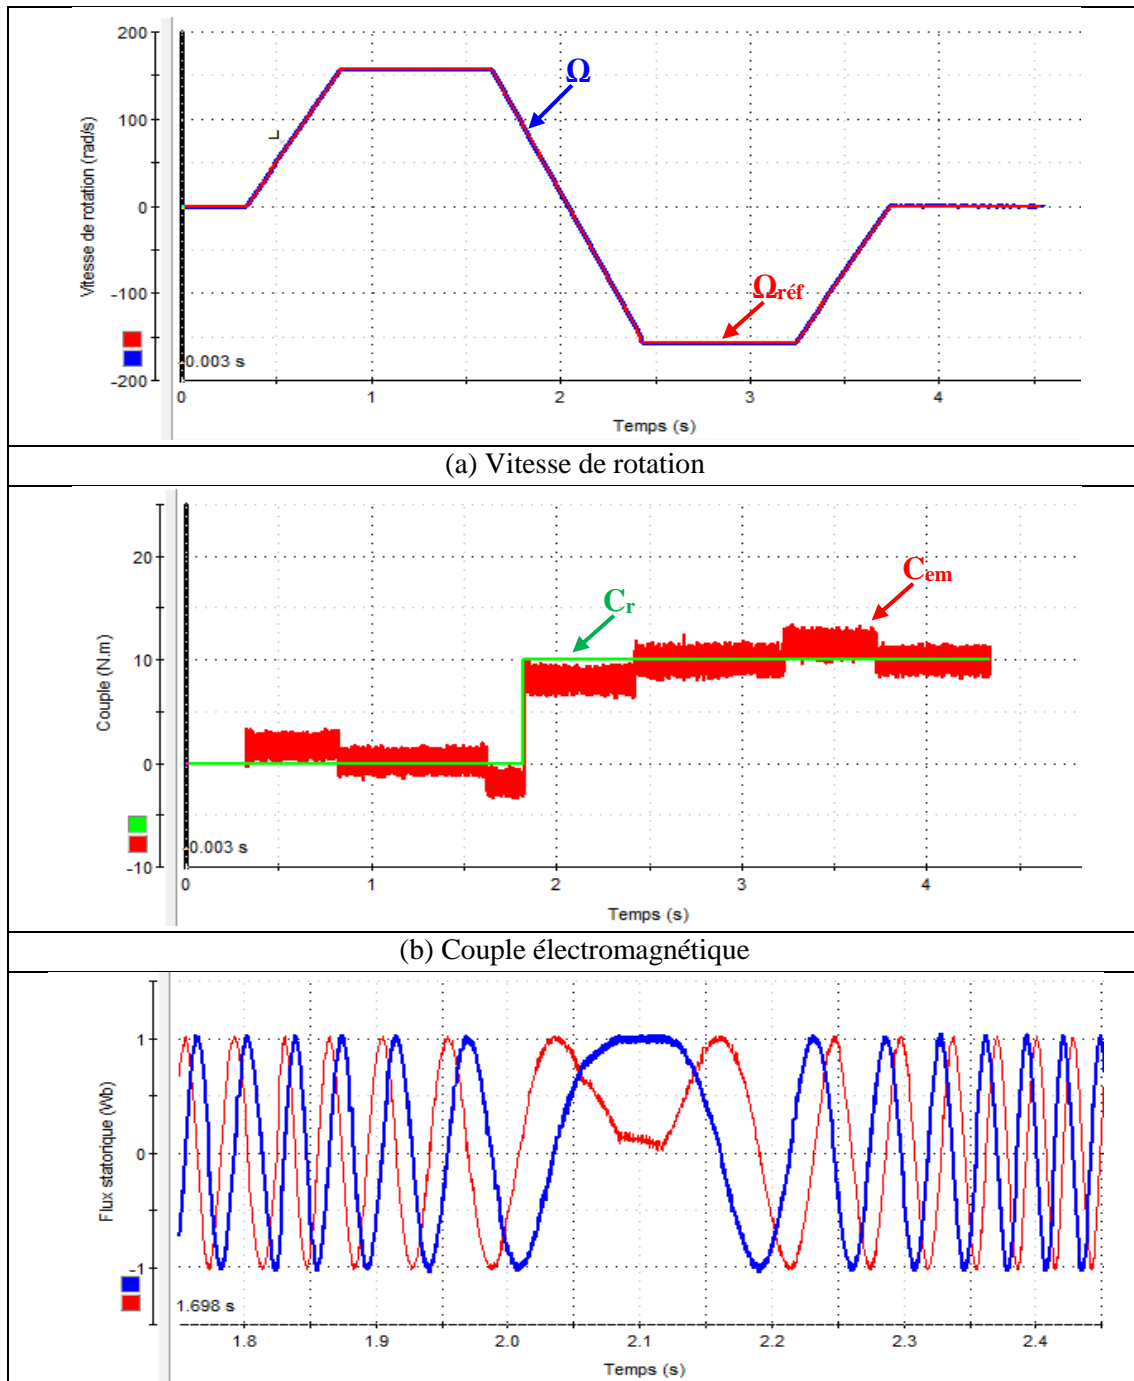 200
100
0
-100
-200
Vitesse de rotation (rad/s)
Ω
Ωréf
0.003 s
0 1 2 3 4
Temps (s)
(a) Vitesse de rotation
20
10
0
-10
Couple (N.m)
Cr
Cem
0.003 s
0 1 2 3 4
Temps (s)
(b) Couple électromagnétique
1
0
-1
Flux statorique (Wb)
1.698 s
1.8 1.9 2.0 2.1 2.2 2.3 2.4
Temps (s)